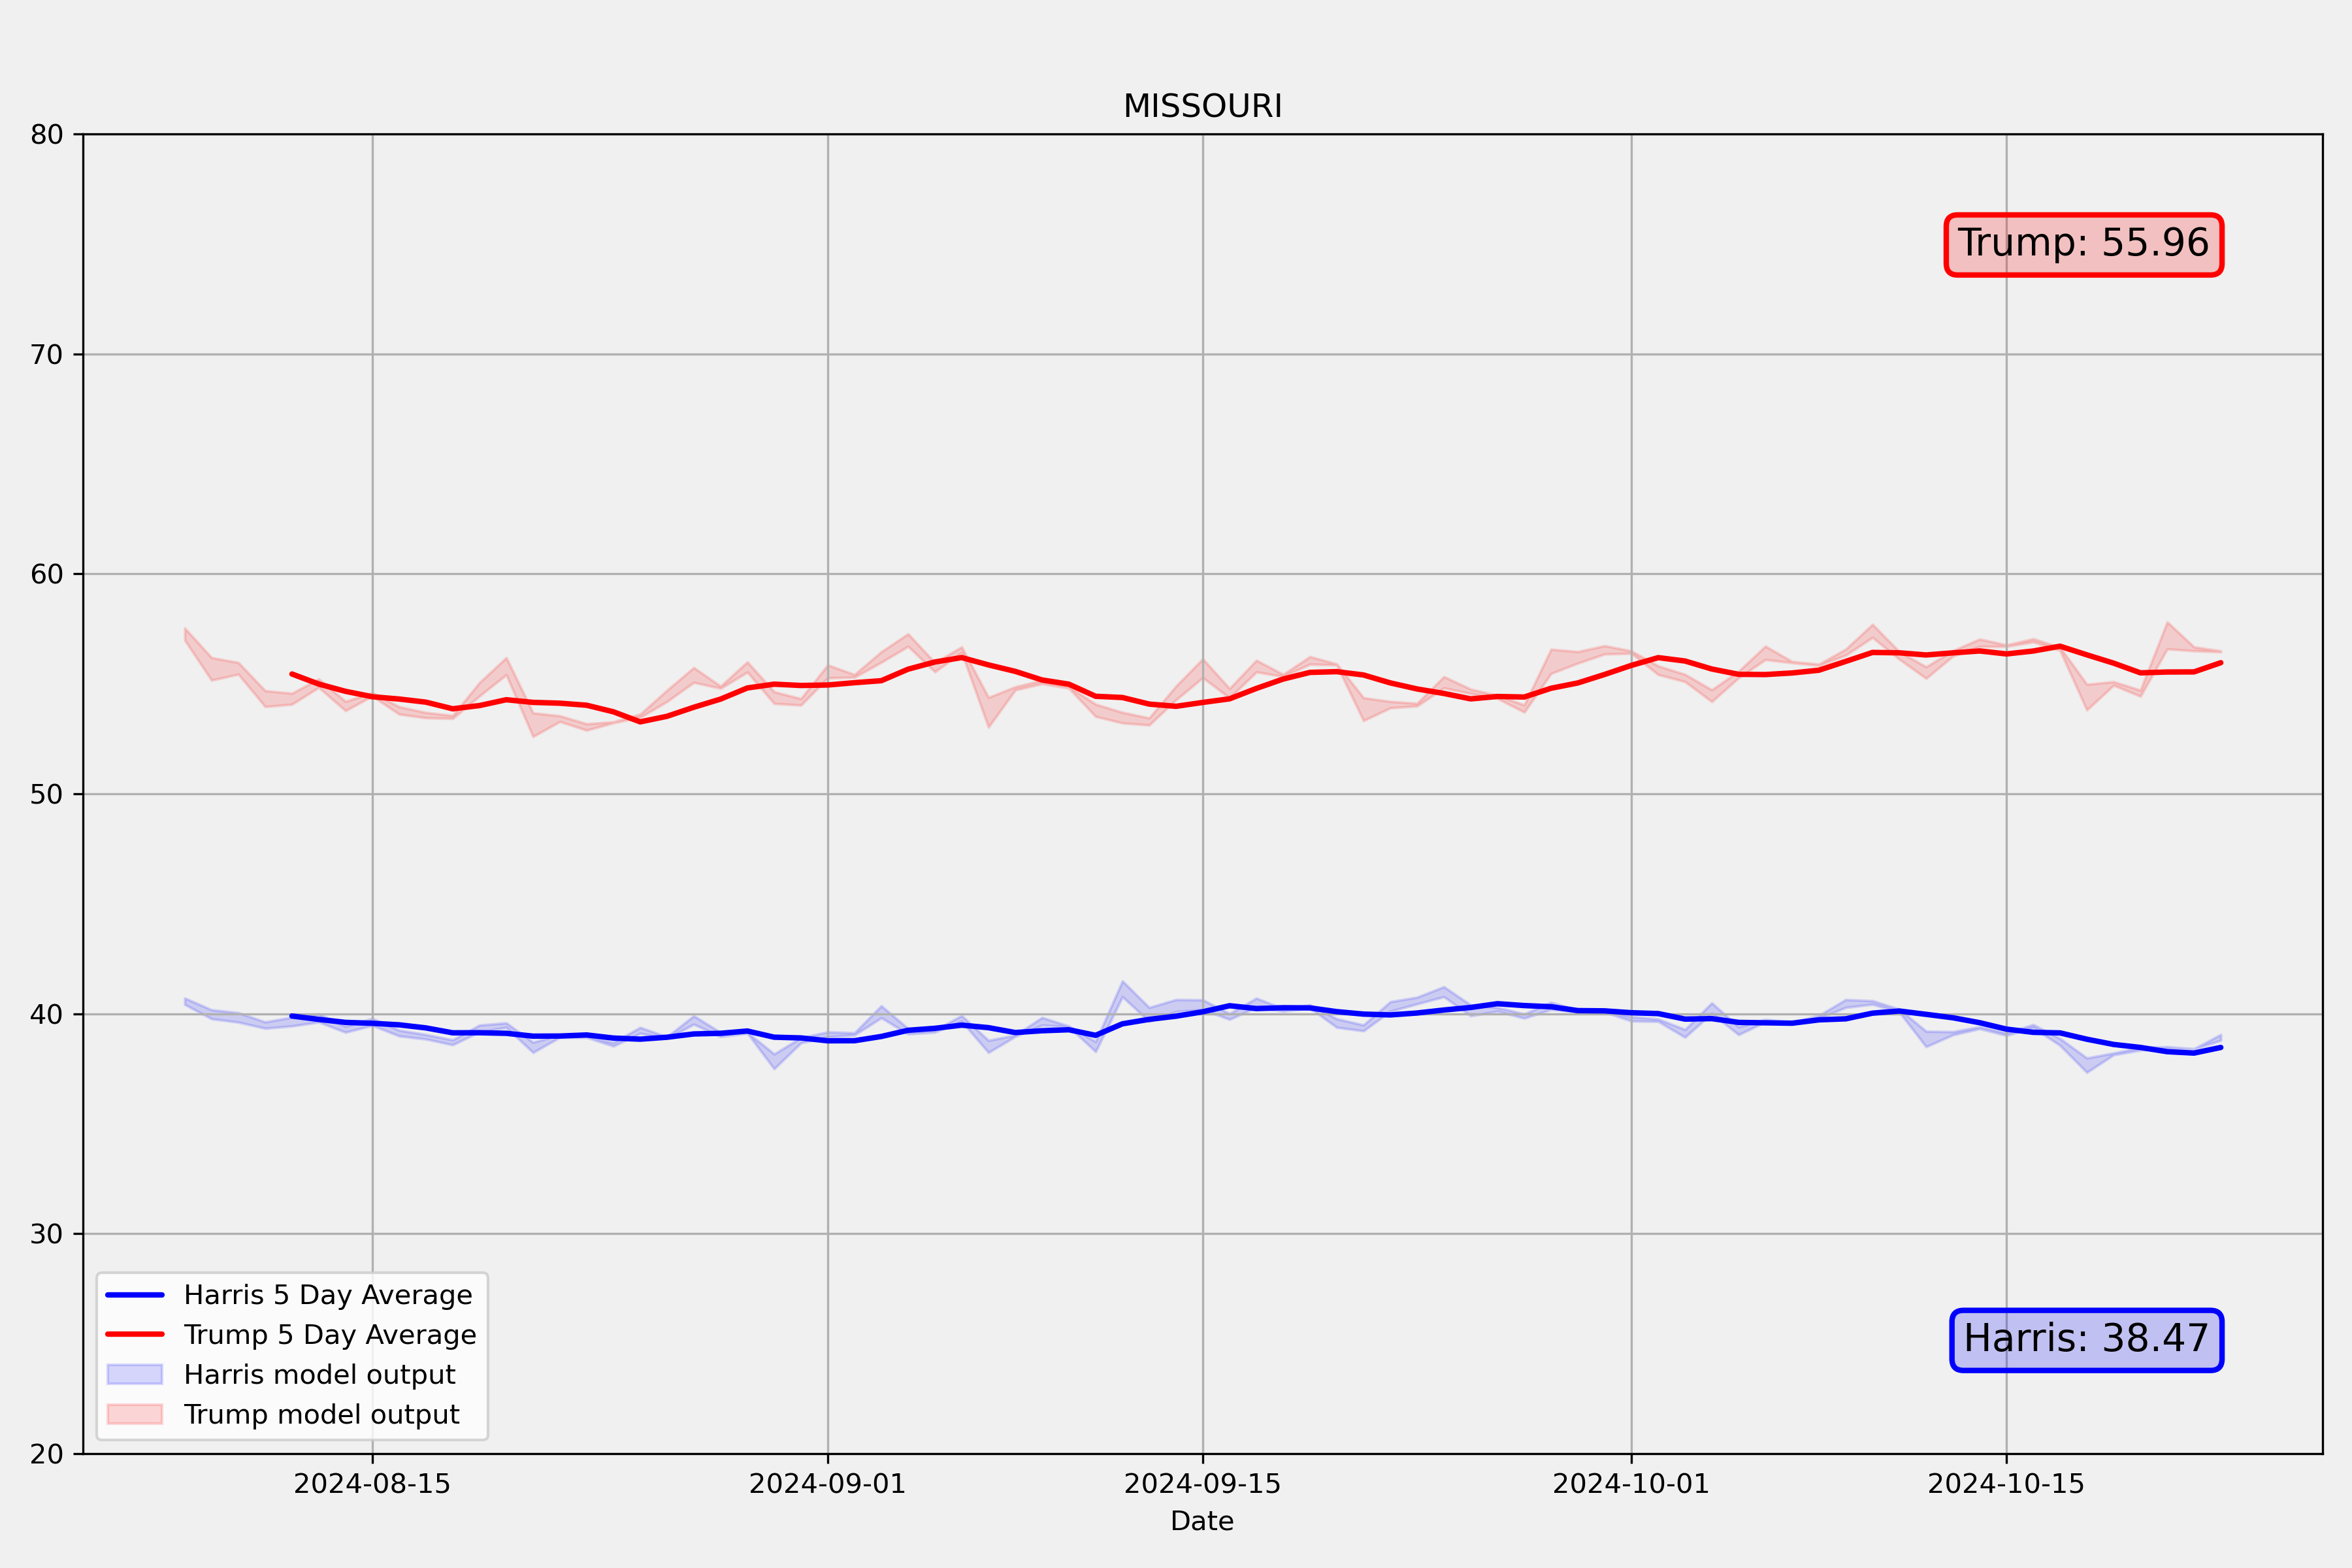 MISSOURI
80
70
60
50
40
30
20
Trump: 55.96
Harris: 38.47
Harris 5 Day Average
Trump 5 Day Average
Harris model output
Trump model output
2024-08-15
2024-09-01
2024-09-15
2024-10-01
2024-10-15
Date